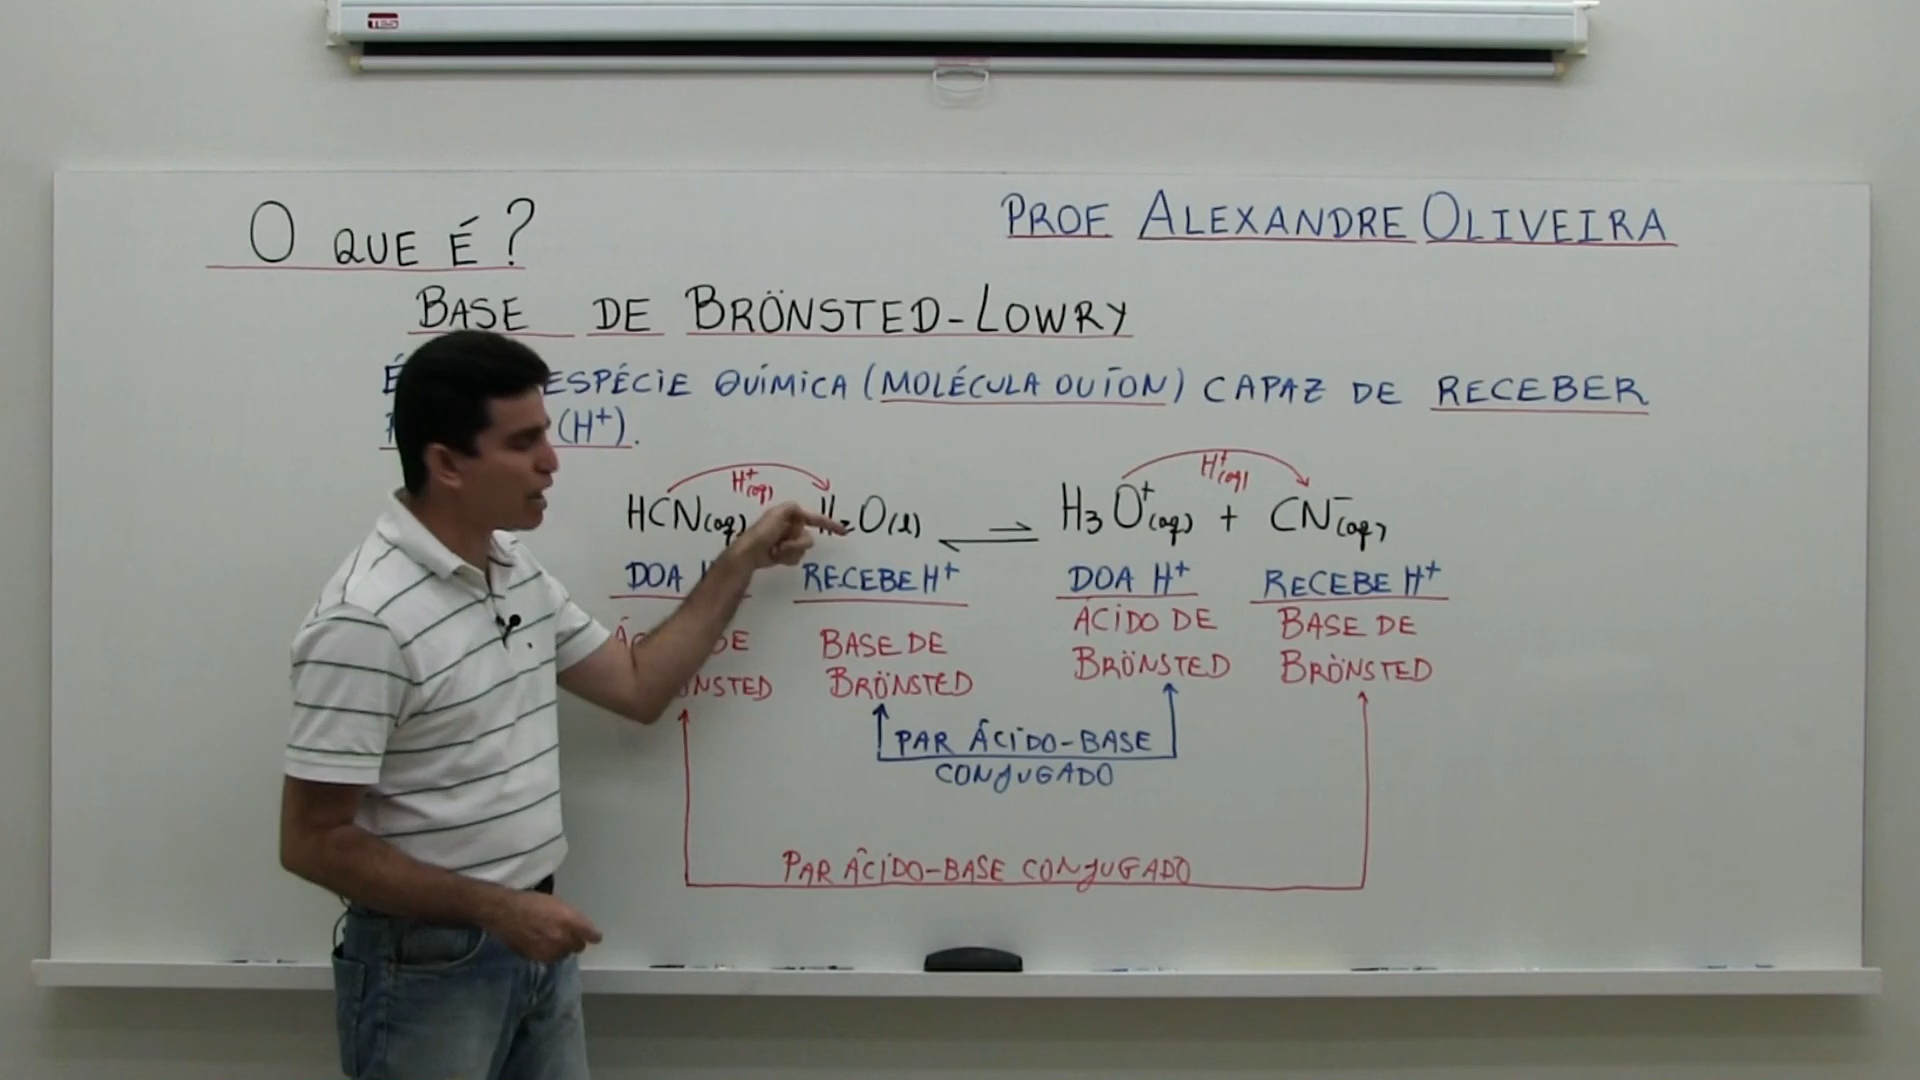 O QUE É?
PROF ALEXANDRE OLIVEIRA
BASE DE BRÖNSTED-LOWRY
É ESPÉCIE QUÍMICA (MOLÉCULA OU ÍON) CAPAZ DE RECEBER
(H⁺).
H⁺(aq) H⁺(aq)
HCN(aq) H₂O(l) ⇌ H₃O⁺(aq) + CN⁻(aq)
DOA RECEBE H⁺ DOA H⁺ RECEBE H⁺
BASE DE ÁCIDO DE BASE DE
BRÖNSTED BRÖNSTED BRÖNSTED
PAR ÁCIDO-BASE
CONJUGADO
PAR ÁCIDO-BASE CONJUGADO